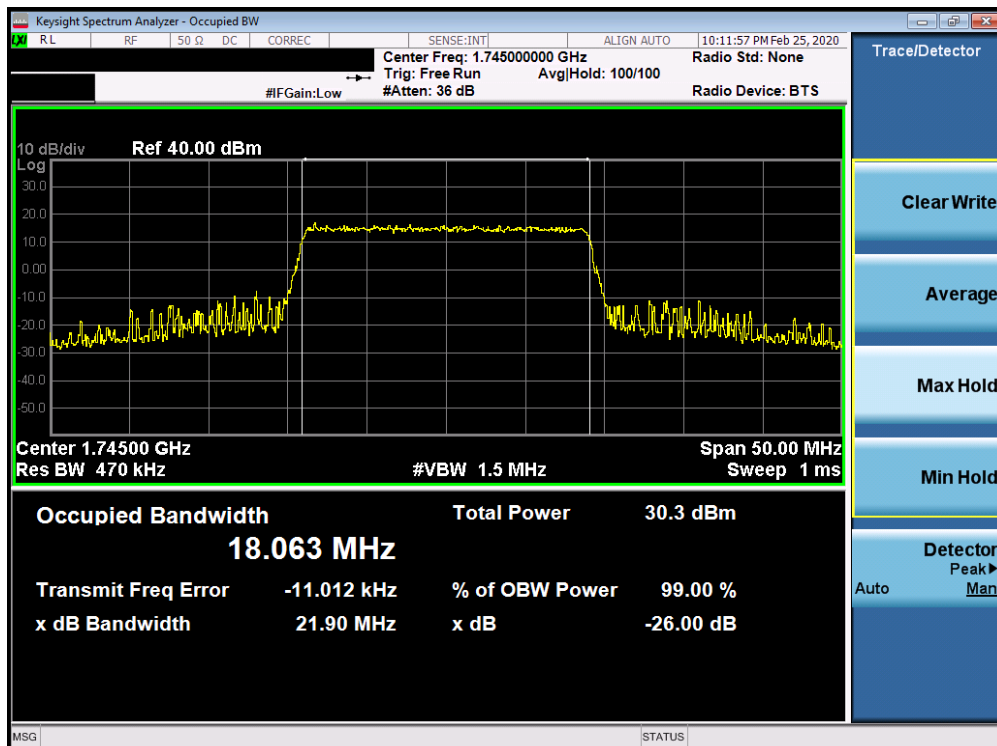 Keysight Spectrum Analyzer - Occupied BW
LXI RL RF 50 Ω DC CORREC SENSE:INT ALIGN AUTO 10:11:57 PM Feb 25, 2020
Center Freq: 1.745000000 GHz Radio Std: None
Trig: Free Run Avg|Hold: 100/100
#IFGain:Low #Atten: 36 dB Radio Device: BTS
Trace/Detector
10 dB/div Ref 40.00 dBm
Log
30.0
20.0
10.0
0.00
-10.0
-20.0
-30.0
-40.0
-50.0
Center 1.74500 GHz Span 50.00 MHz
Res BW 470 kHz #VBW 1.5 MHz Sweep 1 ms
Occupied Bandwidth Total Power 30.3 dBm
18.063 MHz
Transmit Freq Error -11.012 kHz % of OBW Power 99.00 %
x dB Bandwidth 21.90 MHz x dB -26.00 dB
Clear Write
Average
Max Hold
Min Hold
Detector
Peak▶
Auto Man
MSG STATUS